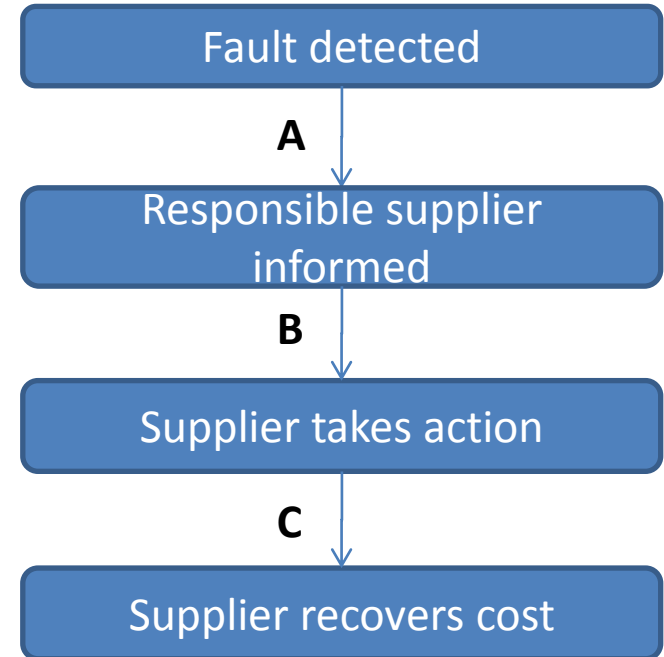 Fault detected
A
Responsible supplier
informed
B
Supplier takes action
C
Supplier recovers cost